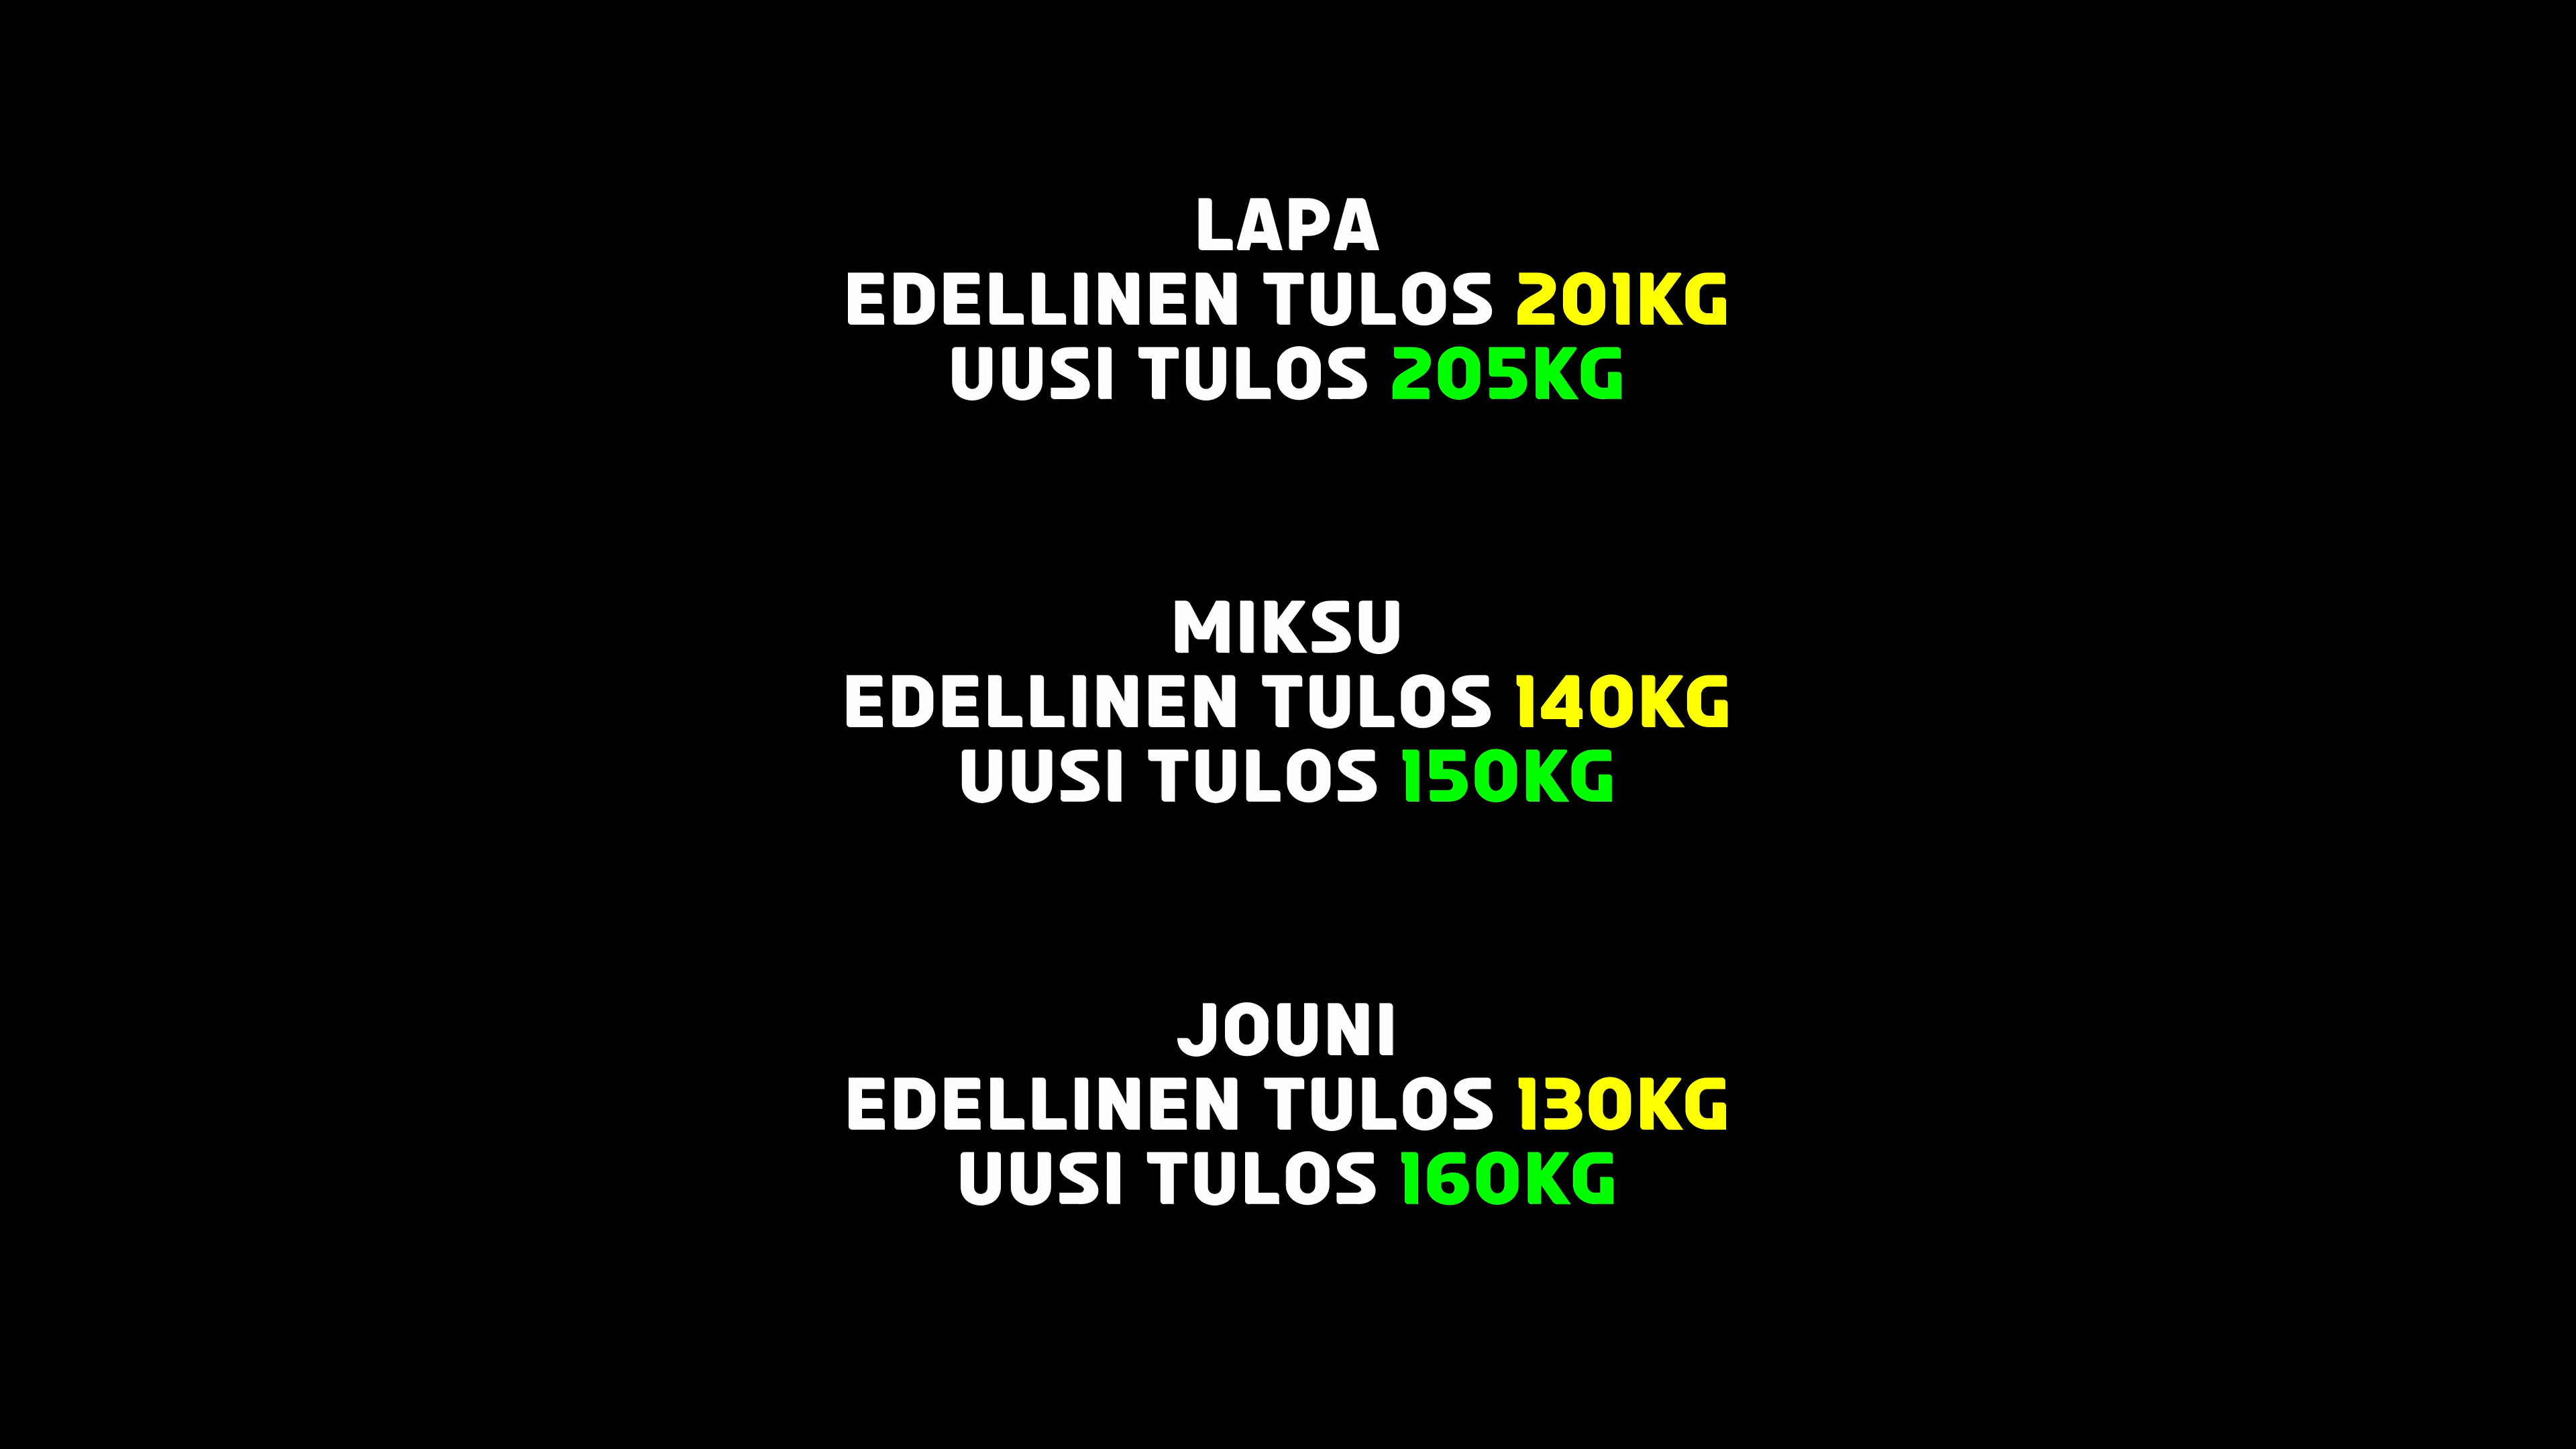 LAPA
EDELLINEN TULOS 201KG
UUSI TULOS 205KG
MIKSU
EDELLINEN TULOS 140KG
UUSI TULOS 150KG
JOUNI
EDELLINEN TULOS 130KG
UUSI TULOS 160KG